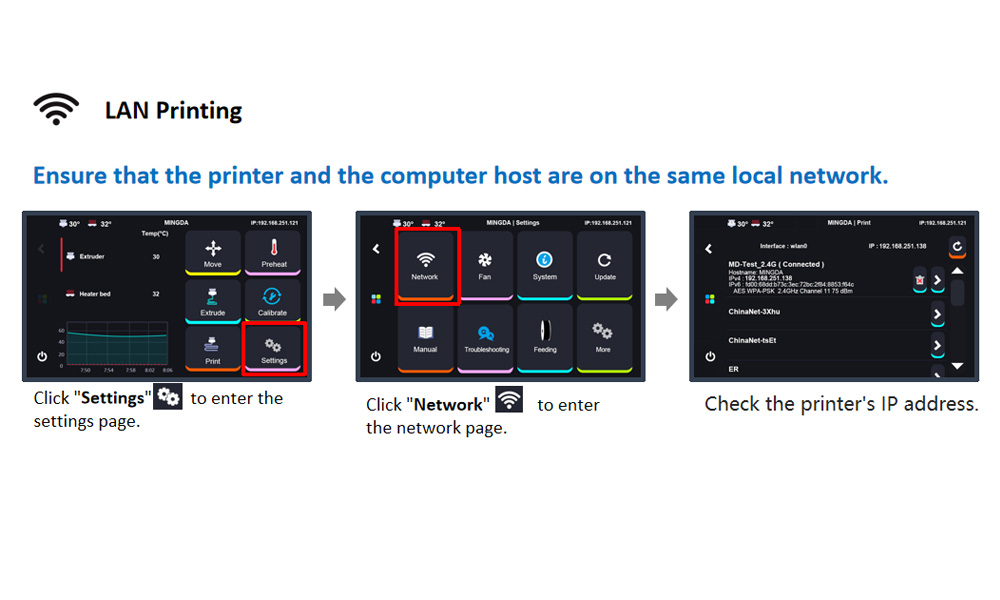 LAN Printing
Ensure that the printer and the computer host are on the same local network.
30° 32° MINGDA IP:192.168.251.121
Temp(°C)
Extruder 30
Heater bed 32
Move
Preheat
Extrude
Calibrate
60
40
20
0
7:50 7:54 7:58 8:02 8:06
Print
Settings
Click "Settings" to enter the
settings page.
30° 32° MINGDA | Settings IP:192.168.251.121
Network
Fan
System
Update
Manual
Troubleshooting
Feeding
More
Click "Network" to enter
the network page.
30° 32° MINGDA | Print IP:192.168.251.121
Interface : wlan0 IP : 192.168.251.138
MD-Test_2.4G ( Connected )
Hostname: MINGDA
IPv4 : 192.168.251.138
IPv6 : fd00:68dd:b73c:3ec:72bc:2f84:8853:f64c
AES WPA-PSK 2.4GHz Channel 11 75 dBm
ChinaNet-3Xhu
ChinaNet-tsEt
ER
Check the printer's IP address.